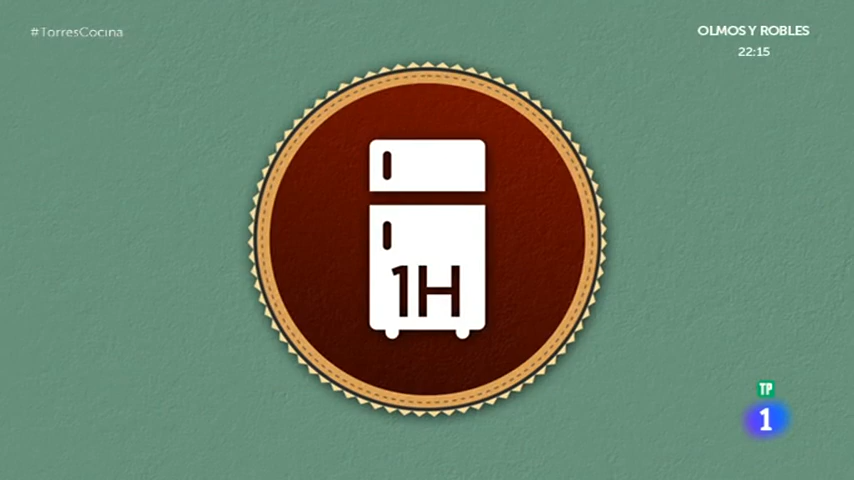 #TorresCocina
OLMOS Y ROBLES
22:15
1H
TP
1